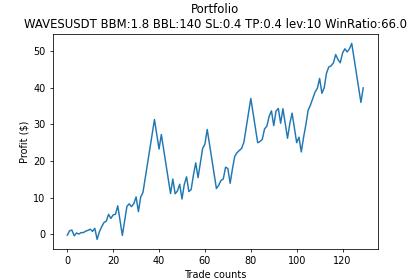 Portfolio
WAVESUSDT BBM:1.8 BBL:140 SL:0.4 TP:0.4 lev:10 WinRatio:66.0
50
40
30
20
10
0
Profit ($)
0 20 40 60 80 100 120
Trade counts